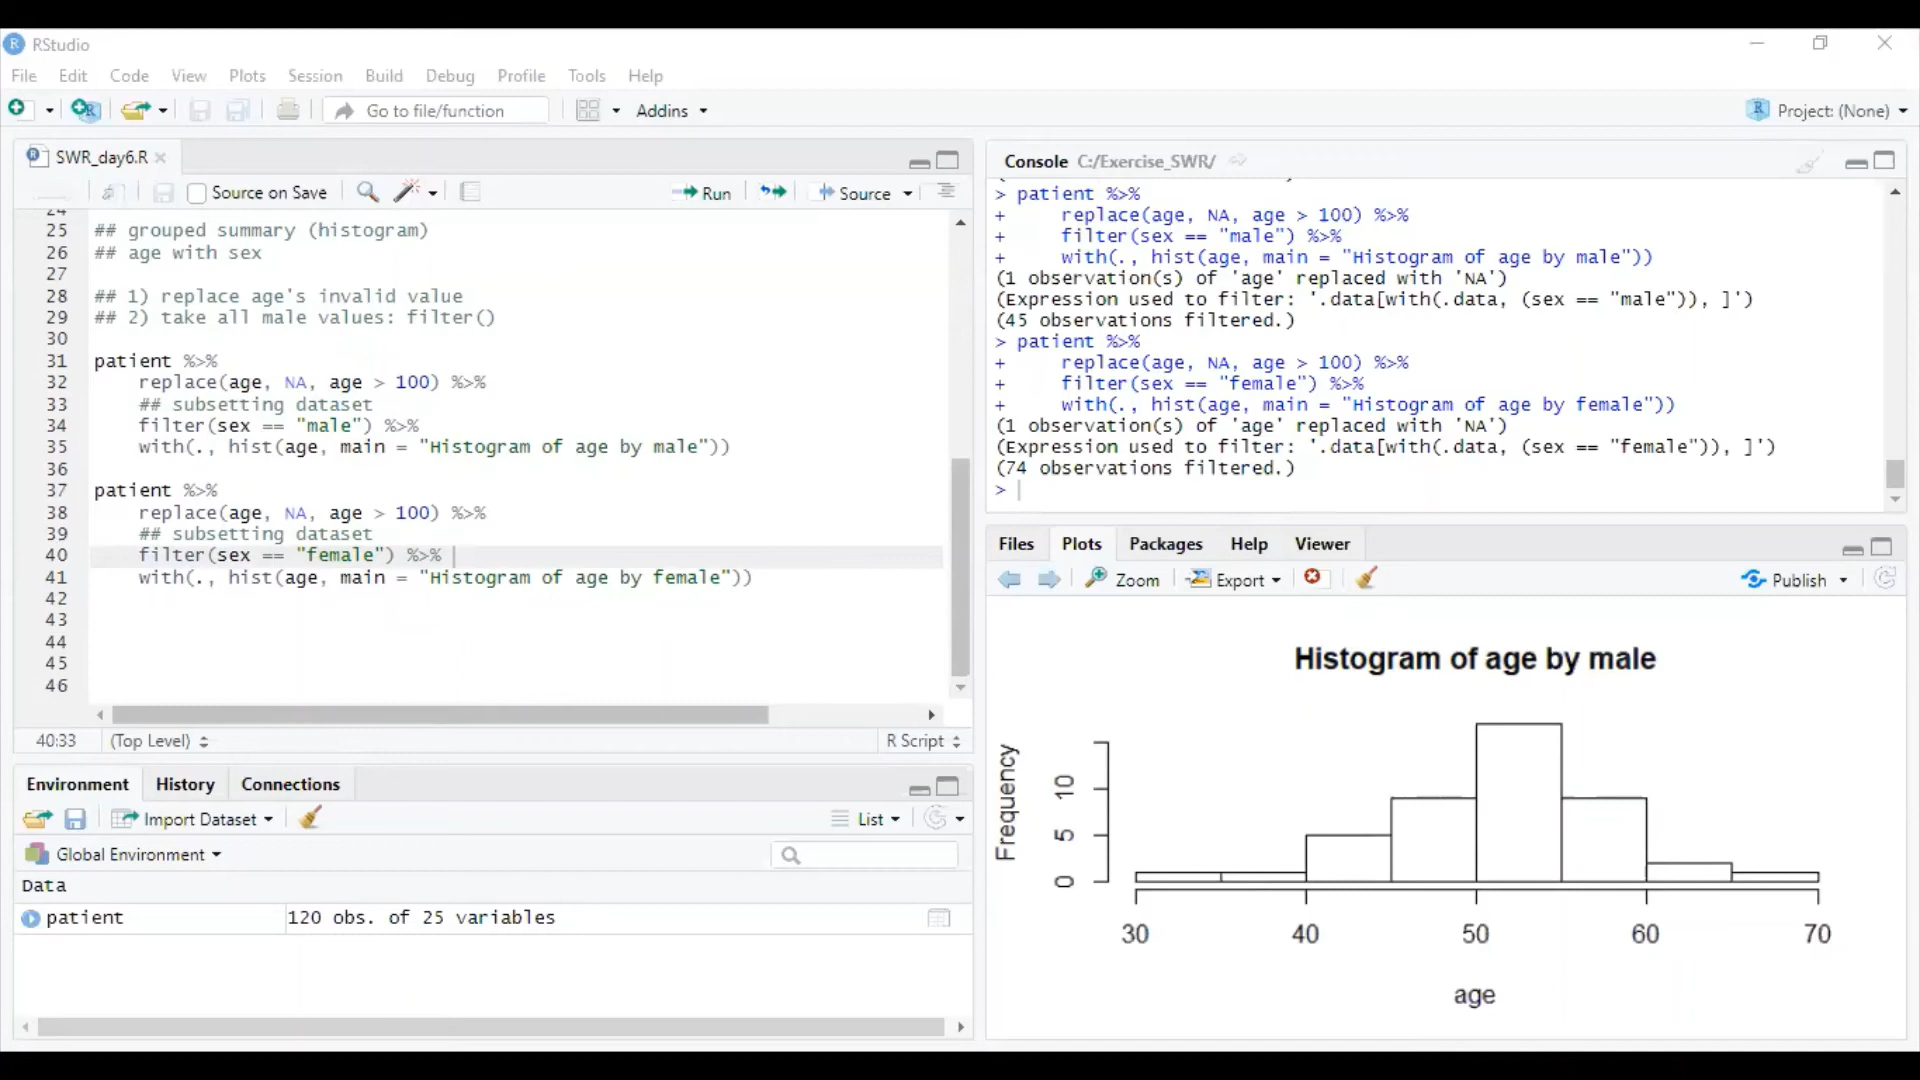 RStudio
File Edit Code View Plots Session Build Debug Profile Tools Help
Go to file/function Addins Project: (None)
SWR_day6.R
Source on Save Run Source
24
25 ## grouped summary (histogram)
26 ## age with sex
27
28 ## 1) replace age's invalid value
29 ## 2) take all male values: filter()
30
31 patient %>%
32 replace(age, NA, age > 100) %>%
33 ## subsetting dataset
34 filter(sex == "male") %>%
35 with(., hist(age, main = "Histogram of age by male"))
36
37 patient %>%
38 replace(age, NA, age > 100) %>%
39 ## subsetting dataset
40 filter(sex == "female") %>%
41 with(., hist(age, main = "Histogram of age by female"))
42
43
44
45
46
40:33 (Top Level) R Script
Environment History Connections
Import Dataset List
Global Environment
Data
patient 120 obs. of 25 variables
Console C:/Exercise_SWR/
> patient %>%
+ replace(age, NA, age > 100) %>%
+ filter(sex == "male") %>%
+ with(., hist(age, main = "Histogram of age by male"))
(1 observation(s) of 'age' replaced with 'NA')
(Expression used to filter: '.data[with(.data, (sex == "male")), ]')
(45 observations filtered.)
> patient %>%
+ replace(age, NA, age > 100) %>%
+ filter(sex == "female") %>%
+ with(., hist(age, main = "Histogram of age by female"))
(1 observation(s) of 'age' replaced with 'NA')
(Expression used to filter: '.data[with(.data, (sex == "female")), ]')
(74 observations filtered.)
>
Files Plots Packages Help Viewer
Zoom Export Publish
Histogram of age by male
Frequency
10
5
0
30 40 50 60 70
age